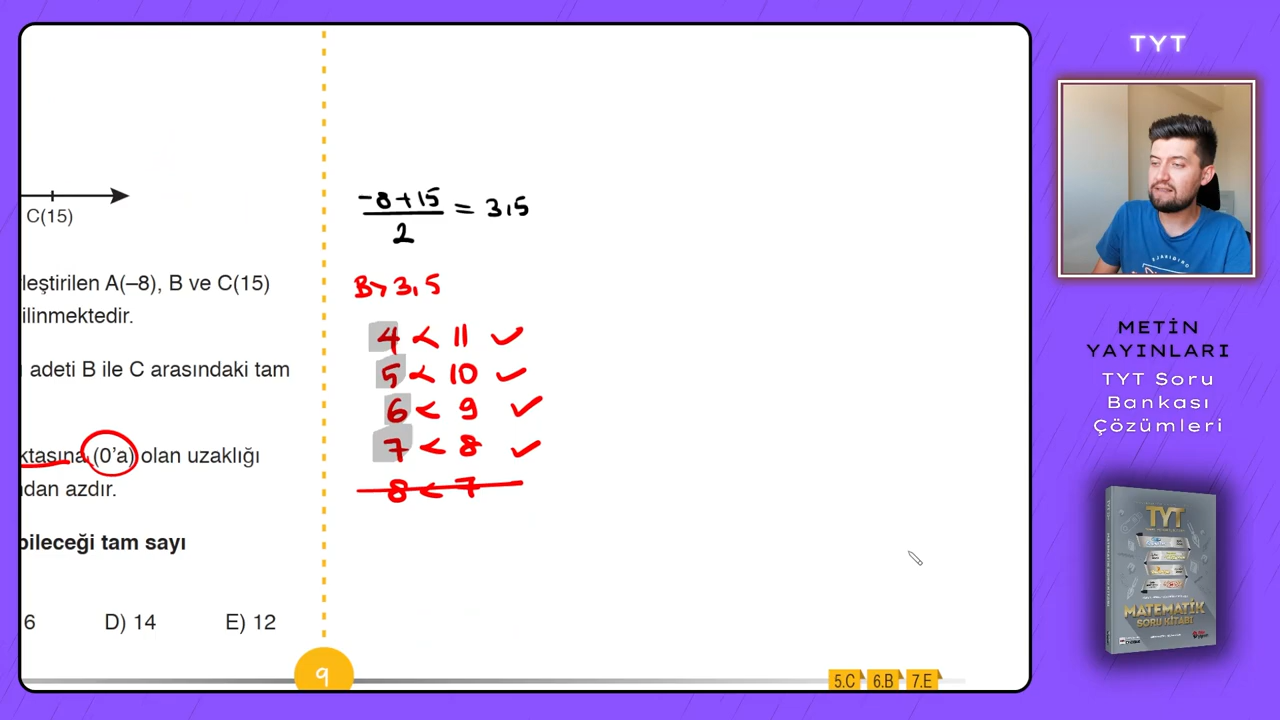 C(15)
leştirilen A(–8), B ve C(15)
ilinmektedir.
adeti B ile C arasındaki tam
ktasına (0'a) olan uzaklığı
ndan azdır.
bileceği tam sayı
6 D) 14 E) 12
-8+15
2
= 3,5
B > 3,5
4 < 11 ✓
5 < 10 ✓
6 < 9 ✓
7 < 8 ✓
8 < 7
9
5.C 6.B 7.E
TYT
METİN
YAYINLARI
TYT Soru
Bankası
Çözümleri
TYT
MATEMATİK
SORU KİTABI